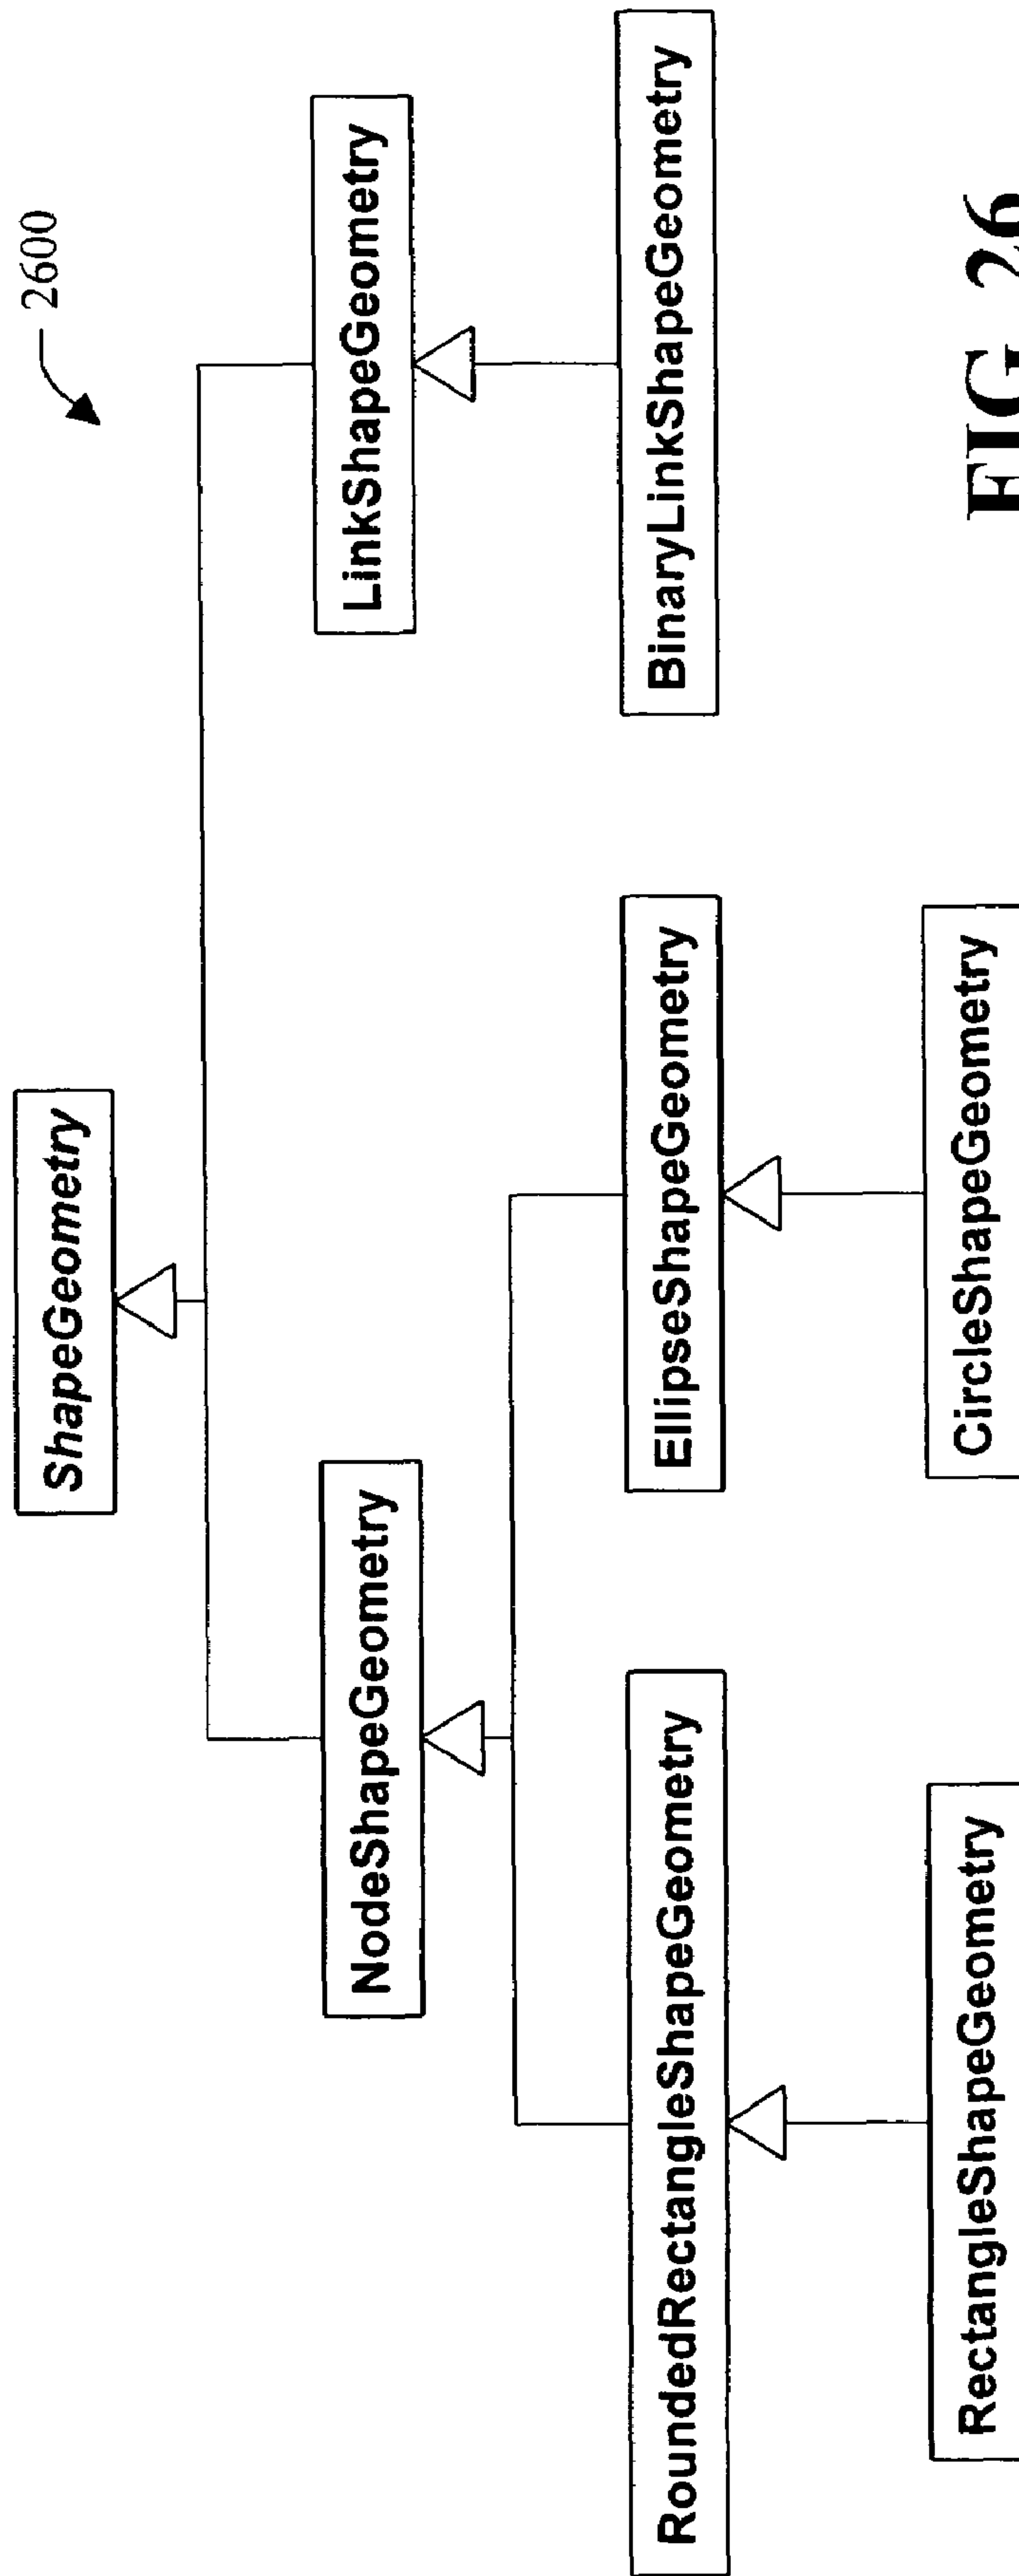 2600
ShapeGeometry
NodeShapeGeometry
LinkShapeGeometry
RoundedRectangleShapeGeometry
EllipseShapeGeometry
BinaryLinkShapeGeometry
RectangleShapeGeometry
CircleShapeGeometry
FIG. 26